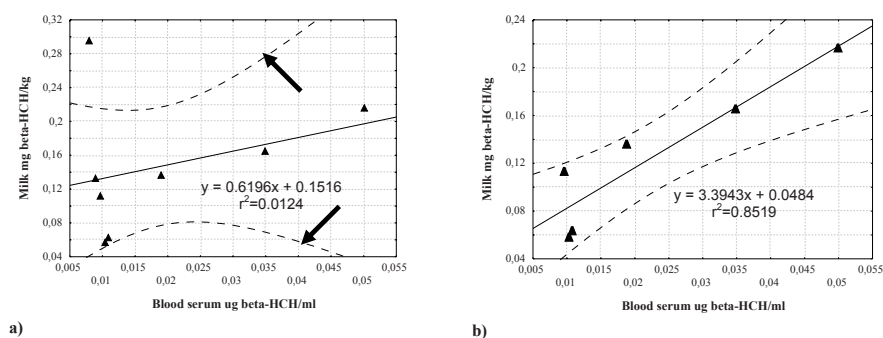 0,32
0,28
0,24
0,2
0,16
0,12
0,08
0,04
Milk mg beta-HCH/kg
y = 0.6196x + 0.1516
r²=0.0124
0,005 0,015 0,025 0,035 0,045 0,055
0,01 0,02 0,03 0,04 0,05
Blood serum ug beta-HCH/ml
a)
0,24
0,2
0,16
0,12
0,08
0,04
Milk mg beta-HCH/kg
y = 3.3943x + 0.0484
r²=0.8519
0,005 0,015 0,025 0,035 0,045 0,055
0,01 0,02 0,03 0,04 0,05
Blood serum ug beta-HCH/ml
b)